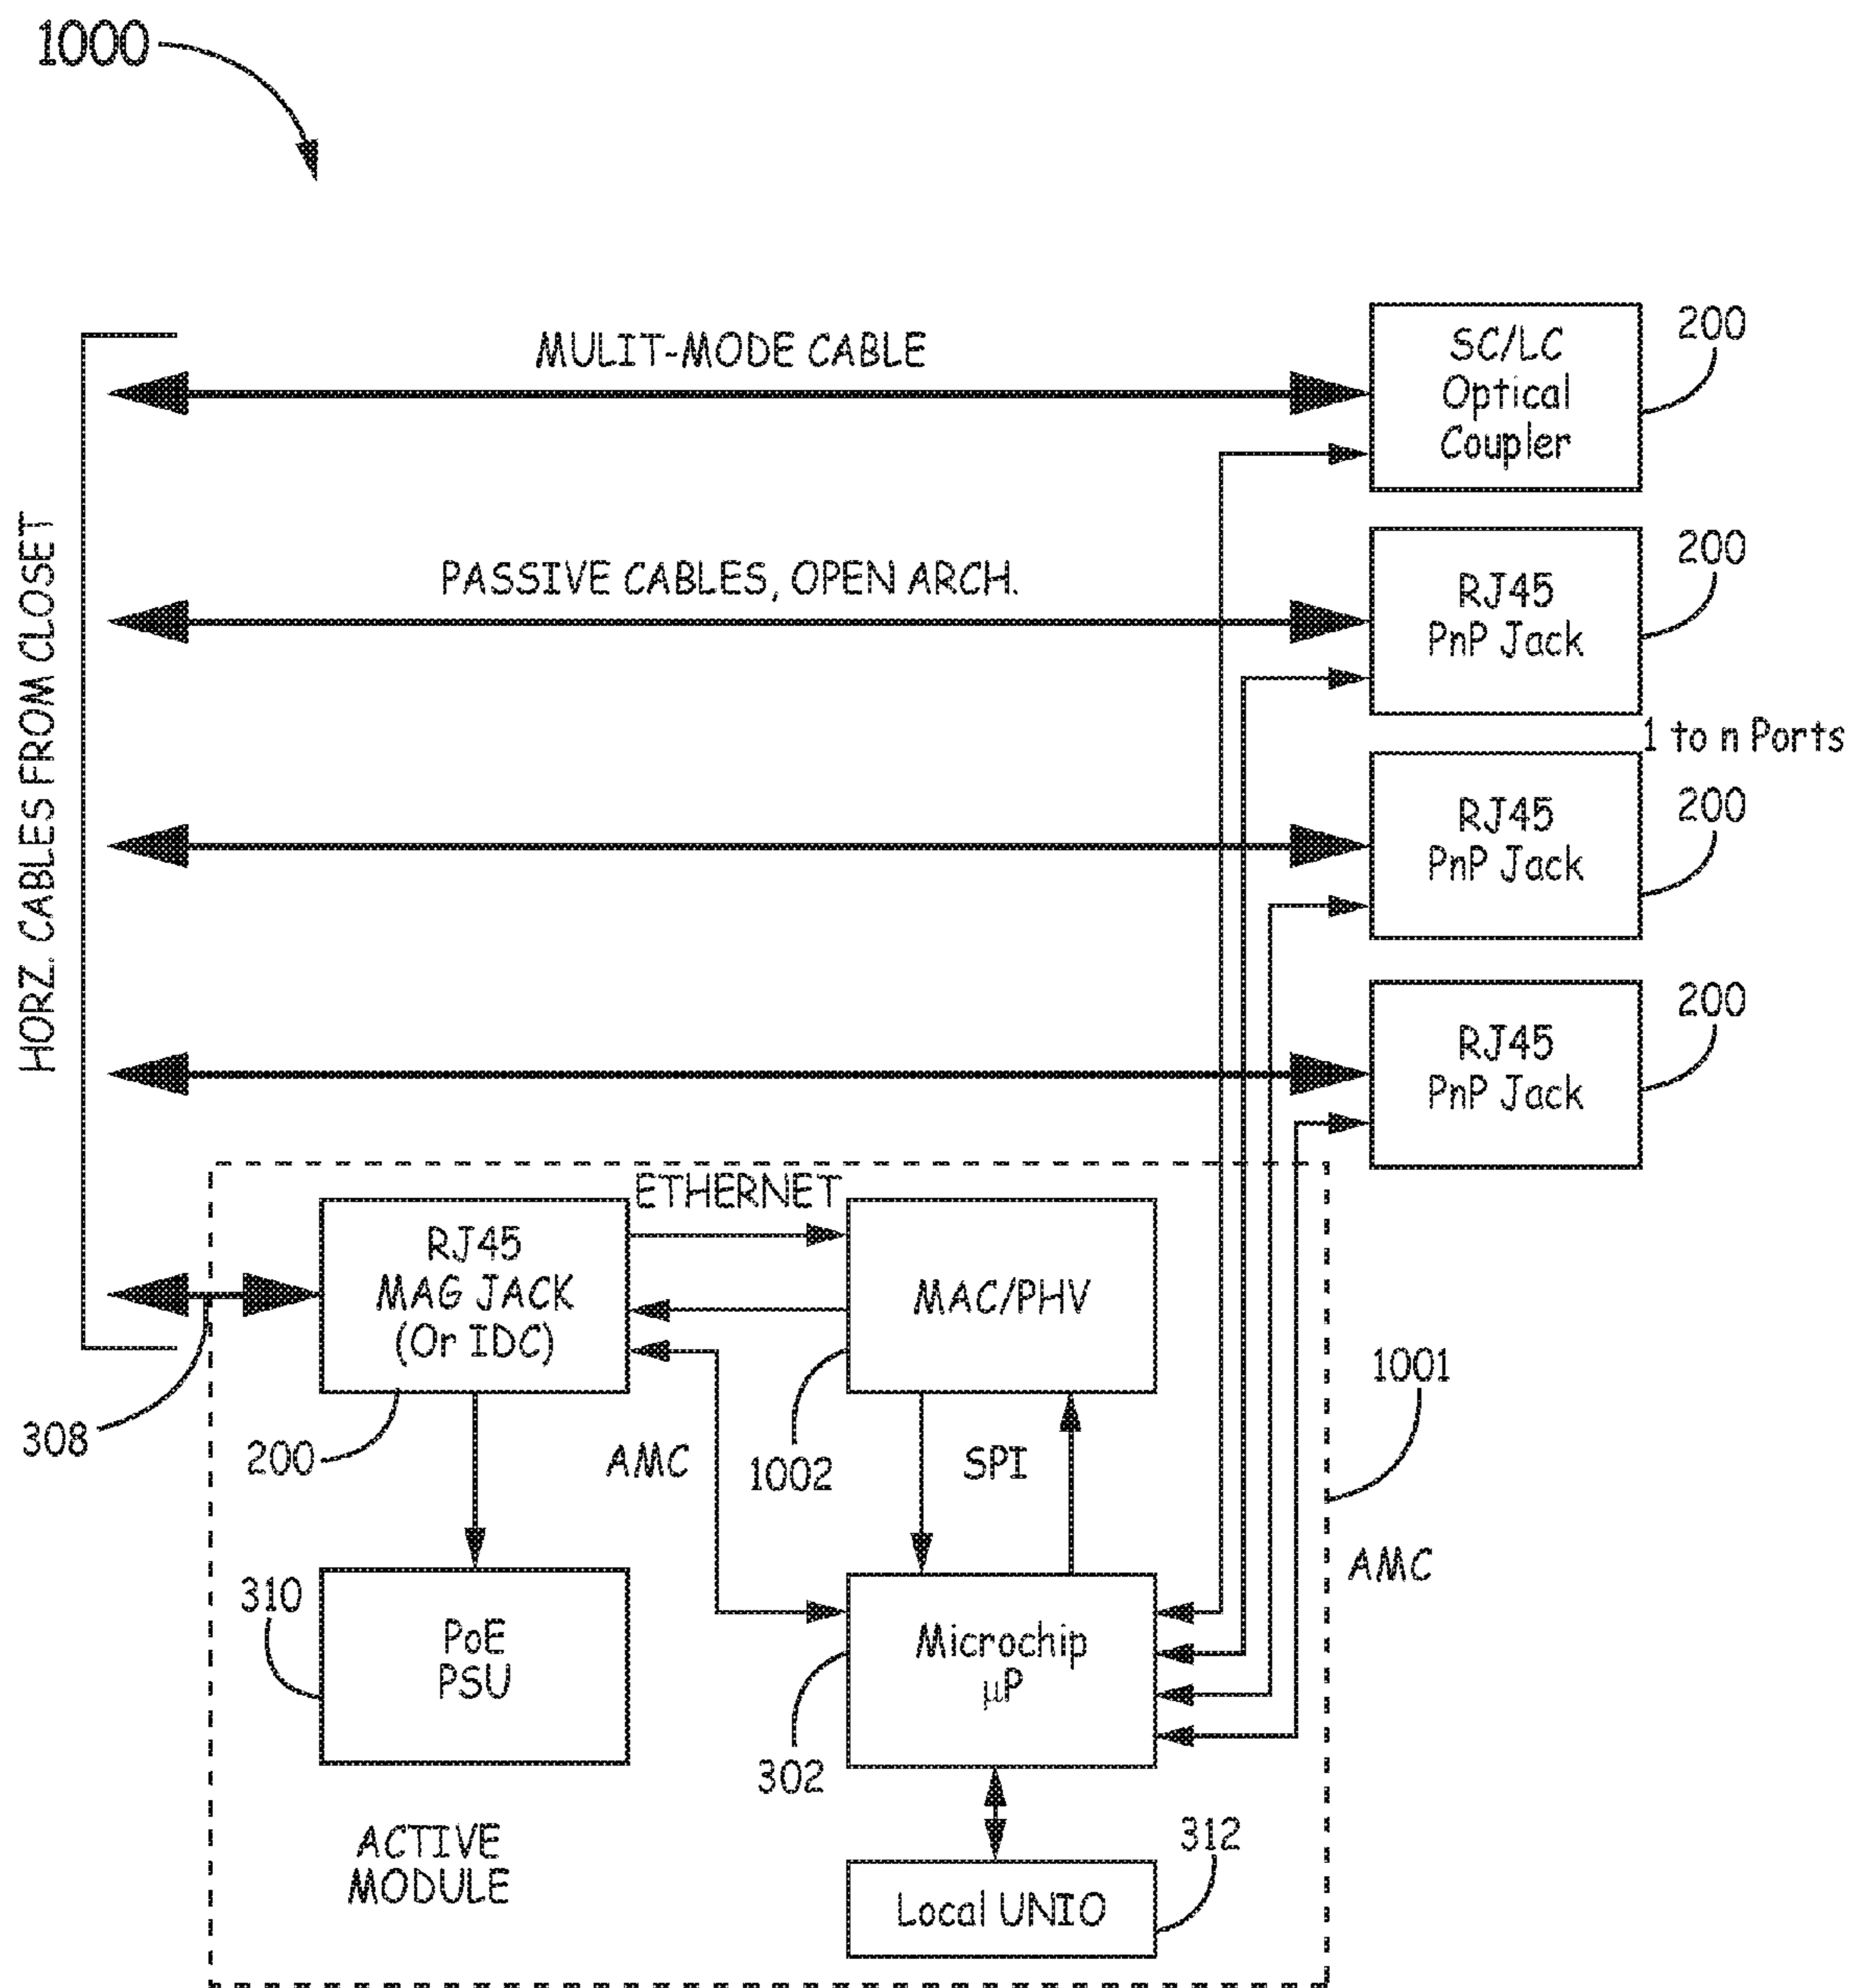 1000
MULIT-MODE CABLE
SC/LC
Optical
Coupler
200
HORZ. CABLES FROM CLOSET
PASSIVE CABLES, OPEN ARCH.
RJ45
PnP Jack
200
1 to n Ports
RJ45
PnP Jack
200
RJ45
PnP Jack
200
ETHERNET
RJ45
MAG JACK
(Or IDC)
MAC/PHV
308
200
AMC
1002
SPI
1001
AMC
310
PoE
PSU
Microchip
µP
302
ACTIVE
MODULE
312
Local UNIO